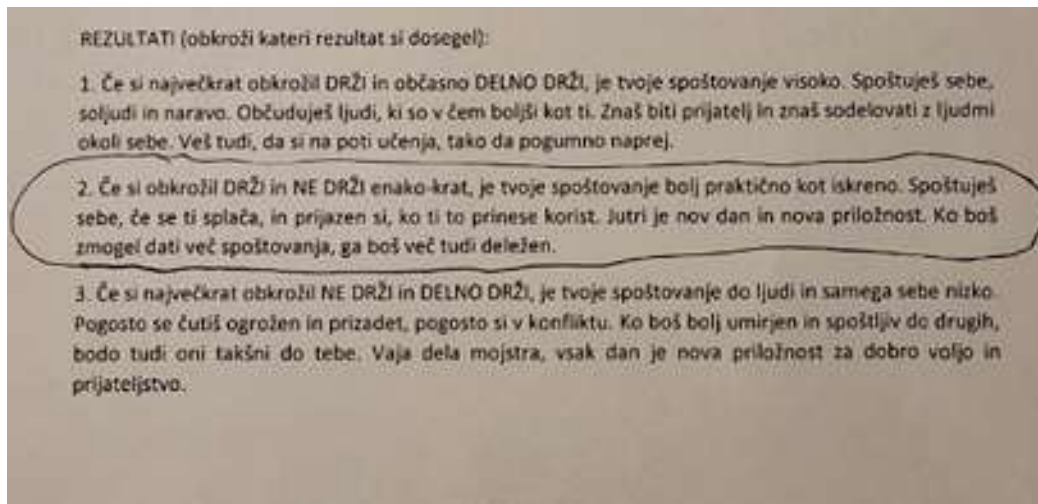 REZULTATI (obkroži kateri rezultat si dosegel):
1. Če si največkrat obkrožil DRŽI in občasno DELNO DRŽI, je tvoje spoštovanje visoko. Spoštuješ sebe,
soljudi in naravo. Občuduješ ljudi, ki so v čem boljši kot ti. Znaš biti prijatelj in znaš sodelovati z ljudmi
okoli sebe. Veš tudi, da si na poti učenja, tako da pogumno naprej.
2. Če si obkrožil DRŽI in NE DRŽI enako-krat, je tvoje spoštovanje bolj praktično kot iskreno. Spoštuješ
sebe, če se ti splača, in prijazen si, ko ti to prinese korist. Jutri je nov dan in nova priložnost. Ko boš
zmogel dati več spoštovanja, ga boš več tudi deležen.
3. Če si največkrat obkrožil NE DRŽI in DELNO DRŽI, je tvoje spoštovanje do ljudi in samega sebe nizko.
Pogosto se čutiš ogrožen in prizadet, pogosto si v konfliktu. Ko boš bolj umirjen in spoštljiv do drugih,
bodo tudi oni takšni do tebe. Vaja dela mojstra, vsak dan je nova priložnost za dobro voljo in
prijateljstvo.